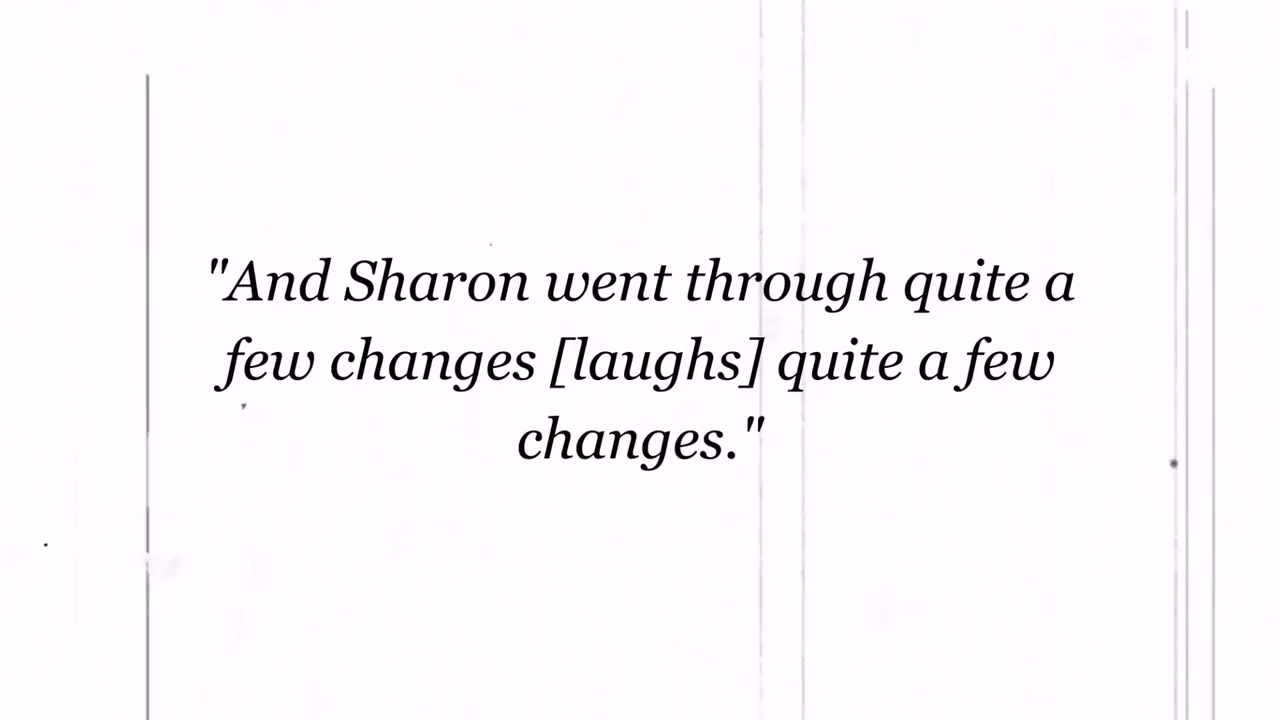 "And Sharon went through quite a
few changes [laughs] quite a few
changes."